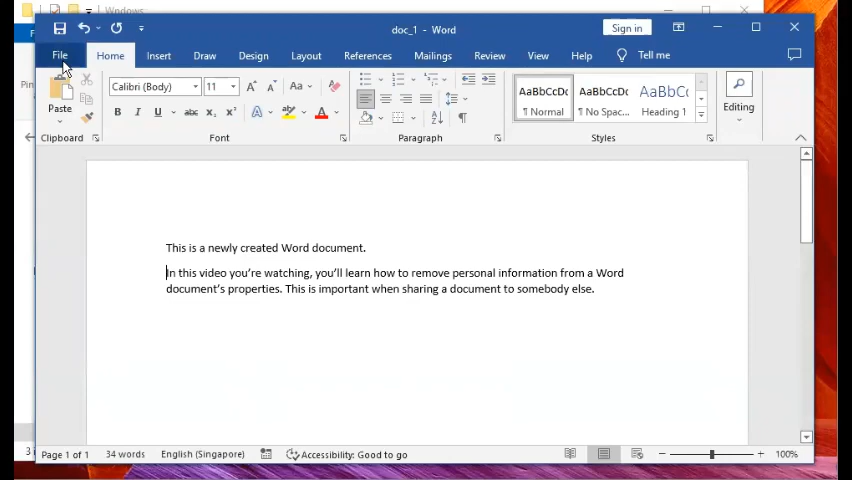 doc_1 - Word
Sign in
File Home Insert Draw Design Layout References Mailings Review View Help Tell me
Calibri (Body) 11 A A Aa
Paste
B I U abc x₂ x² A A
AaBbCcDc AaBbCcDc AaBbCc
¶ Normal ¶ No Spac... Heading 1
Editing
Clipboard Font Paragraph Styles
This is a newly created Word document.
In this video you’re watching, you’ll learn how to remove personal information from a Word
document’s properties. This is important when sharing a document to somebody else.
Page 1 of 1 34 words English (Singapore) Accessibility: Good to go 100%